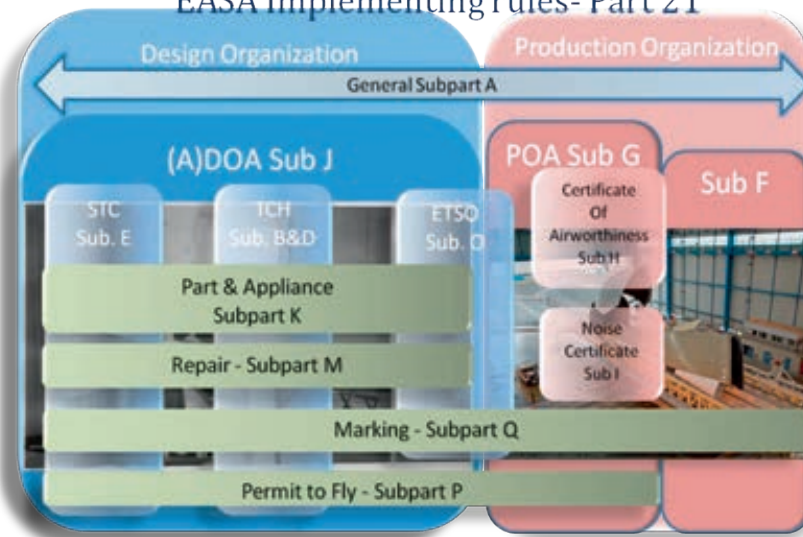 EASA Implementing rules- Part 21
Design Organization
Production Organization
General Subpart A
(A)DOA Sub J
POA Sub G
Sub F
STC
Sub. E
TCH
Sub. B&D
ETSO
Sub. O
Certificate
Of
Airworthiness
Sub H
Part & Appliance
Subpart K
Noise
Certificate
Sub I
Repair - Subpart M
Marking - Subpart Q
Permit to Fly - Subpart P